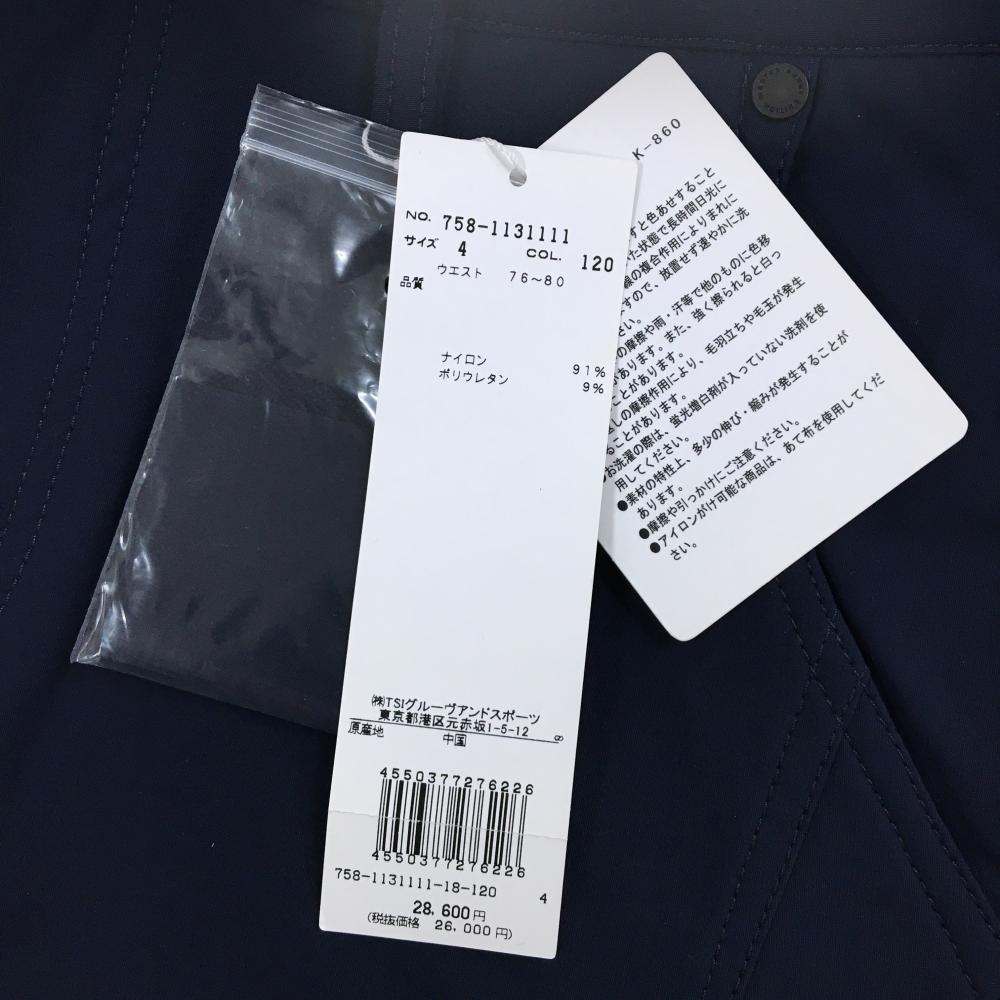 NO. 758-1131111
サイズ 4 COL. 120
ウエスト 76～80
品質
ナイロン 91%
ポリウレタン 9%
㈱TSIグルーヴアンドスポーツ
東京都港区元赤坂1-5-12
原産地 中国
4550377276226
4550377276226
758-1131111-18-120 4
28,600円
(税抜価格 26,000円)
K-860
すと色あせすること
た状態で長時間日光に
の複合作用によりまれに
すので、放置せず速やかに洗
さい。
の摩擦や雨・汗等で他のものに色移
があります。また、強く擦られると白っ
ことがあります。
しの摩擦作用により、毛羽立ちや毛玉が発生
ることがあります。
お洗濯の際は、蛍光増白剤が入っていない洗剤を使
用してください。
●素材の特性上、多少の伸び・縮みが発生することが
あります。
●摩擦や引っかけにご注意ください。
●アイロンがけ可能な商品は、あて布を使用してくだ
さい。
MASTER BUNNY EDITION